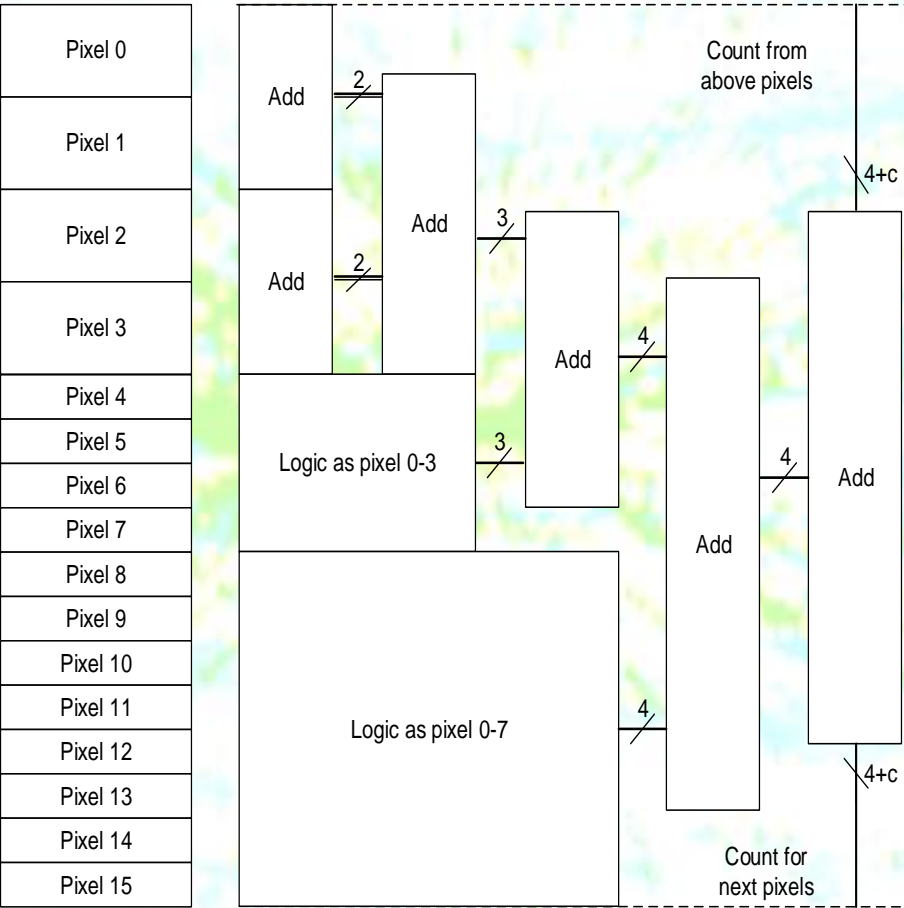 Pixel 0
Pixel 1
Pixel 2
Pixel 3
Pixel 4
Pixel 5
Pixel 6
Pixel 7
Pixel 8
Pixel 9
Pixel 10
Pixel 11
Pixel 12
Pixel 13
Pixel 14
Pixel 15
Add
2
Add
2
Add
3
Logic as pixel 0-3
3
Add
4
Logic as pixel 0-7
4
Add
4
Count from
above pixels
4+c
Add
4+c
Count for
next pixels